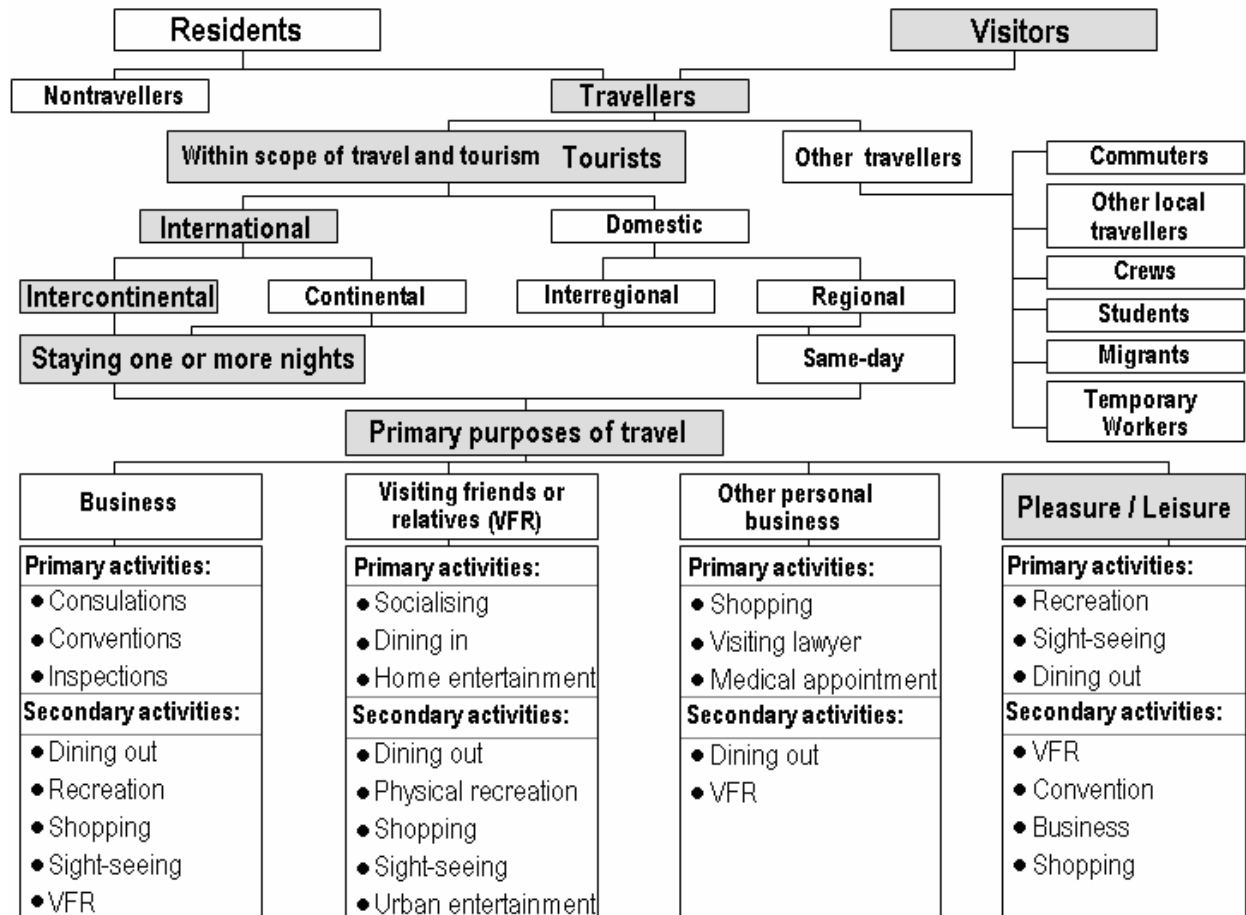 Residents
Visitors
Nontravellers
Travellers
Within scope of travel and tourism Tourists
Other travellers
Commuters
Other local
travellers
Crews
Students
Migrants
Temporary
Workers
International
Domestic
Intercontinental
Continental
Interregional
Regional
Staying one or more nights
Same-day
Primary purposes of travel
Business
Primary activities:
● Consulations
● Conventions
● Inspections
Secondary activities:
● Dining out
● Recreation
● Shopping
● Sight-seeing
● VFR
Visiting friends or
relatives (VFR)
Primary activities:
● Socialising
● Dining in
● Home entertainment
Secondary activities:
● Dining out
● Physical recreation
● Shopping
● Sight-seeing
● Urban entertainment
Other personal
business
Primary activities:
● Shopping
● Visiting lawyer
● Medical appointment
Secondary activities:
● Dining out
● VFR
Pleasure / Leisure
Primary activities:
● Recreation
● Sight-seeing
● Dining out
Secondary activities:
● VFR
● Convention
● Business
● Shopping